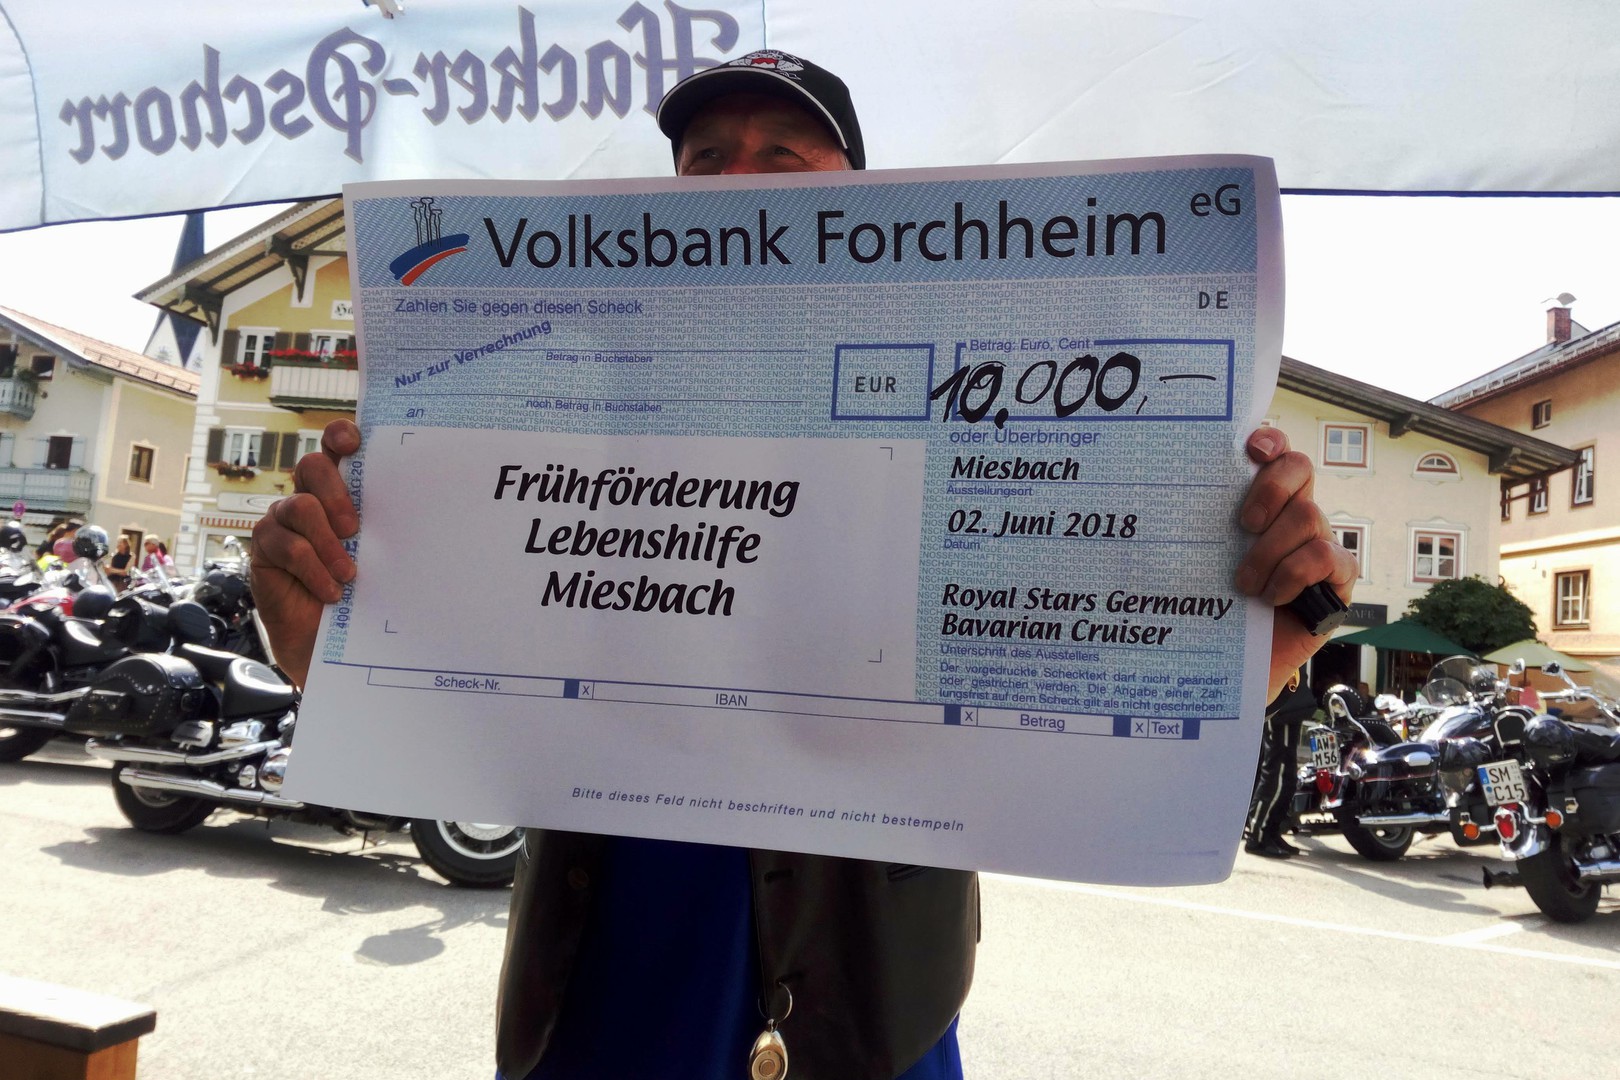 Hacker-Pschorr
Volksbank Forchheim eG
DE
Zahlen Sie gegen diesen Scheck
Nur zur Verrechnung
Betrag in Buchstaben
noch Betrag in Buchstaben
an
EUR
Betrag: Euro, Cent
10.000,—
oder Überbringer
Frühförderung
Lebenshilfe
Miesbach
Miesbach
Ausstellungsort
02. Juni 2018
Datum
Royal Stars Germany
Bavarian Cruiser
Unterschrift des Ausstellers
Der vorgedruckte Schecktext darf nicht geändert
oder gestrichen werden. Die Angabe einer Zah-
lungsfrist auf dem Scheck gilt als nicht geschrieben.
Scheck-Nr. X IBAN X Betrag X Text
Bitte dieses Feld nicht beschriften und nicht bestempeln
AW
M 56
SM
C15